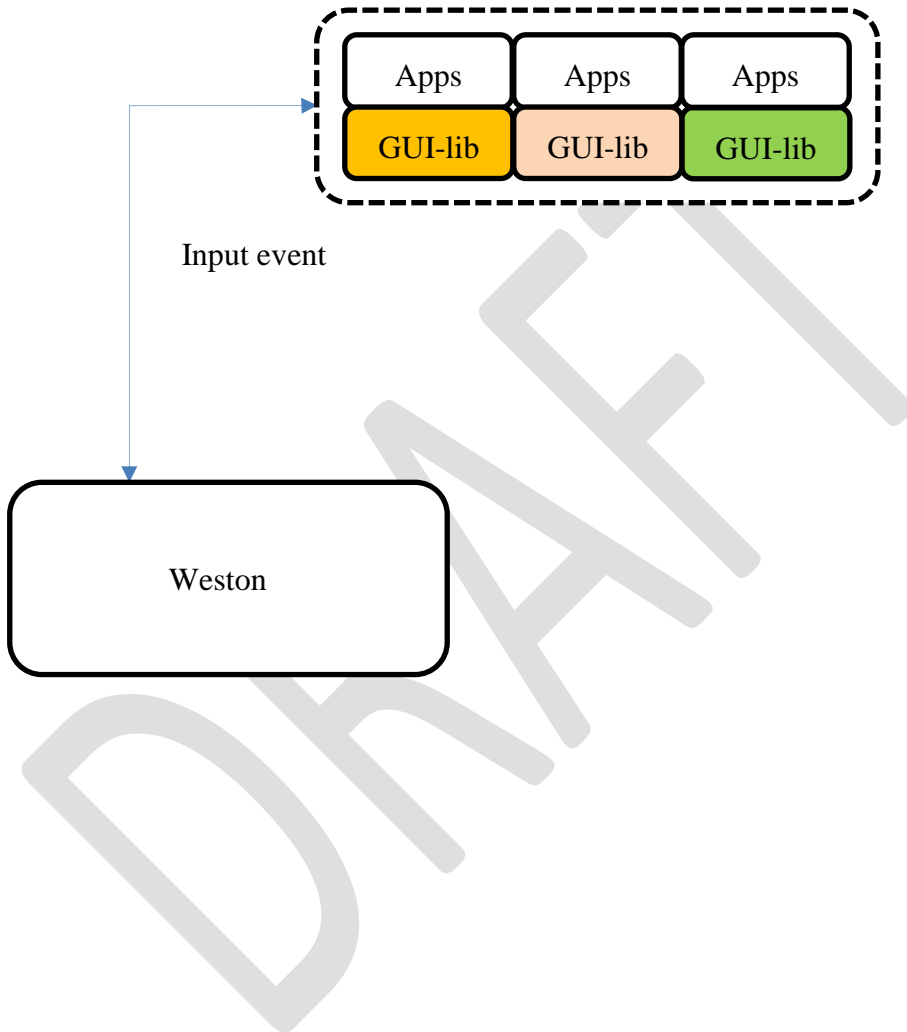 Apps Apps Apps
GUI-lib GUI-lib GUI-lib
Input event
Weston
DRAFT